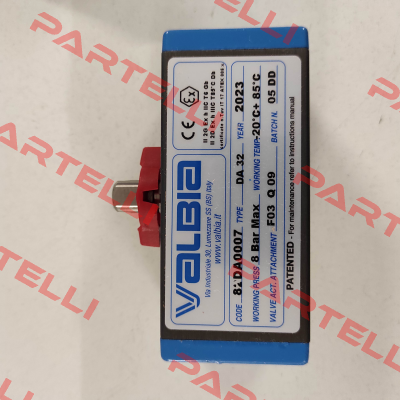 VALBIA
Via Industriale 30, Lumezzane SS (BS) Italy
www.valbia.it
CE Ex
II 2G Ex h IIC T6 Gb
II 2D Ex h IIIC T85°C Db
CODE 82DA0007 TYPE DA 32 YEAR 2023
WORKING PRESS 8 Bar Max WORKING TEMP -20°C+ 85°C
VALVE ACT. ATTACHMENT F03 Q 09 BATCH N. 05 DD
PATENTED - For maintenance refer to instructions manual
PARTELLI
PARTELLI
PARTELLI